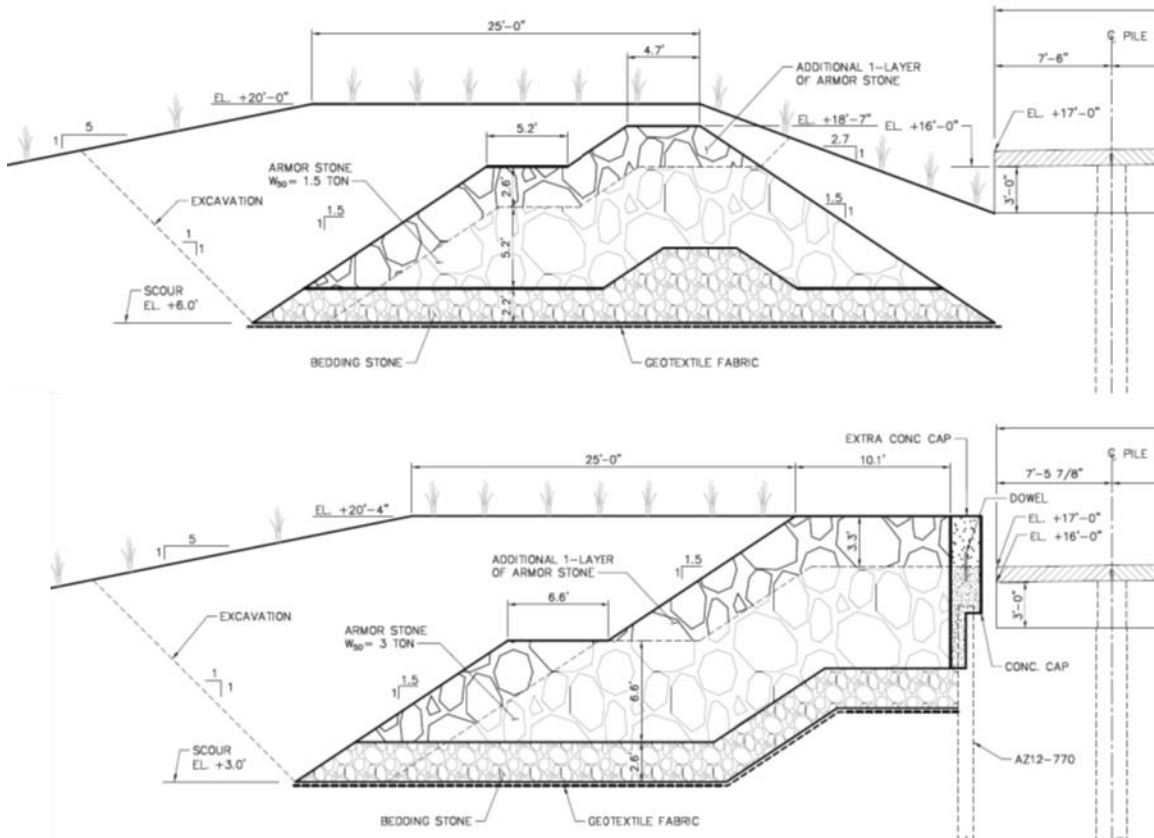 25'-0"
4.7'
℄ PILE
7'-6"
ADDITIONAL 1-LAYER
OF ARMOR STONE
EL. +20'-0"
EL. +18'-7"
EL. +16'-0"
EL. +17'-0"
1
5
5.2'
2.7
1
ARMOR STONE
W50= 1.5 TON
2.6'
3'-0"
EXCAVATION
1.5
1
1.5
1
1
1
5.2'
SCOUR
EL. +6.0'
2.2'
BEDDING STONE
GEOTEXTILE FABRIC
EXTRA CONC CAP
25'-0"
10.1'
℄ PILE
7'-5 7/8"
DOWEL
EL. +20'-4"
EL. +17'-0"
EL. +16'-0"
1
5
ADDITIONAL 1-LAYER
OF ARMOR STONE
1.5
1
3.3'
6.6'
3'-0"
EXCAVATION
ARMOR STONE
W50= 3 TON
CONC. CAP
1
1
1.5
1
6.6'
SCOUR
EL. +3.0'
2.6'
AZ12-770
BEDDING STONE
GEOTEXTILE FABRIC